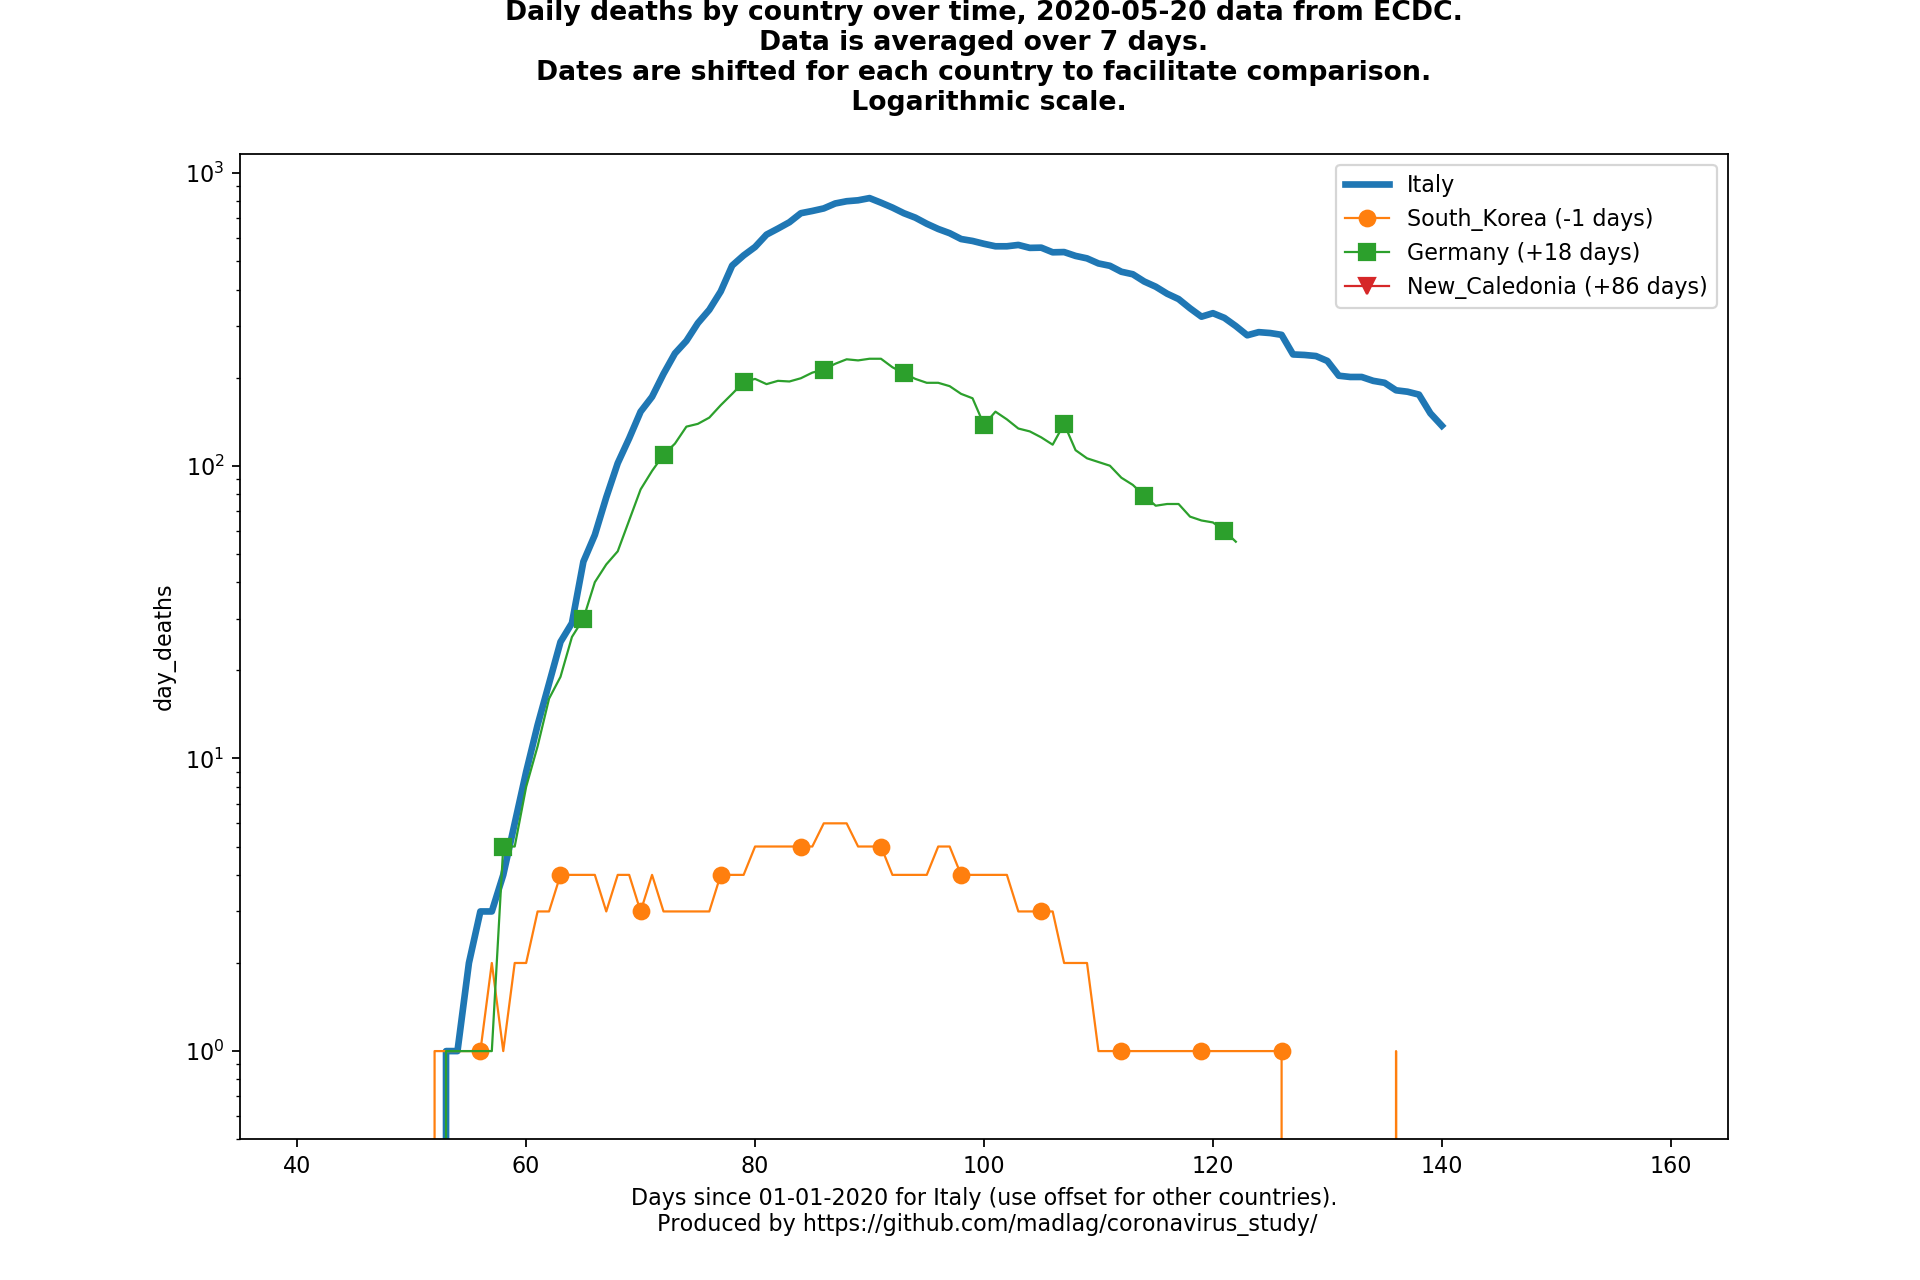 Daily deaths by country over time, 2020-05-20 data from ECDC.
Data is averaged over 7 days.
Dates are shifted for each country to facilitate comparison.
Logarithmic scale.
10³
10²
10¹
10⁰
day_deaths
Italy
South_Korea (-1 days)
Germany (+18 days)
New_Caledonia (+86 days)
40 60 80 100 120 140 160
Days since 01-01-2020 for Italy (use offset for other countries).
Produced by https://github.com/madlag/coronavirus_study/